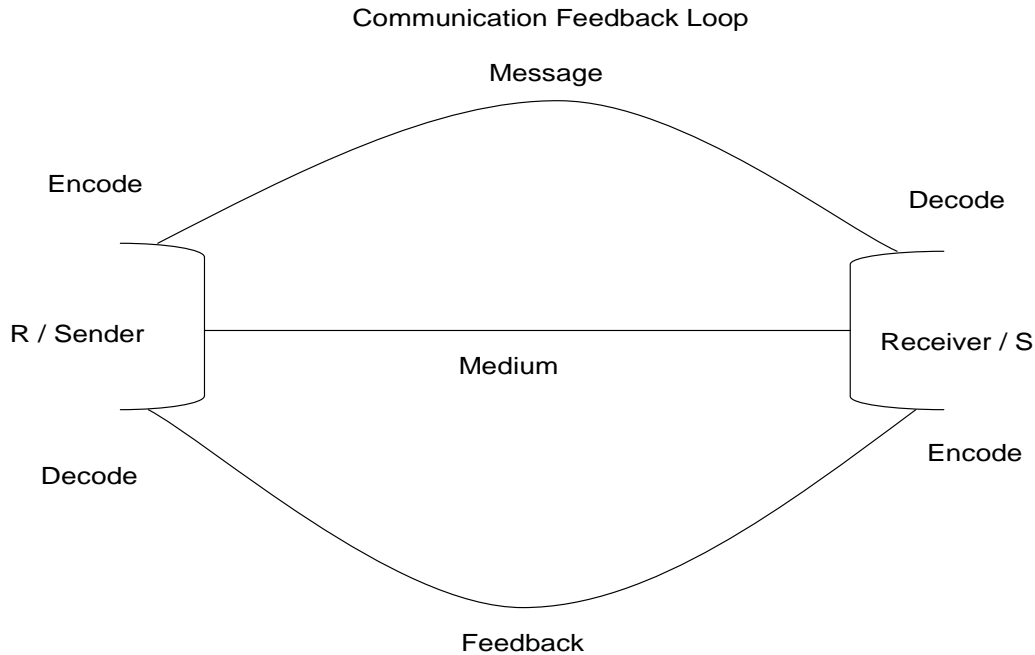 Communication Feedback Loop
Message
Encode
Decode
R / Sender
Receiver / S
Medium
Encode
Decode
Feedback